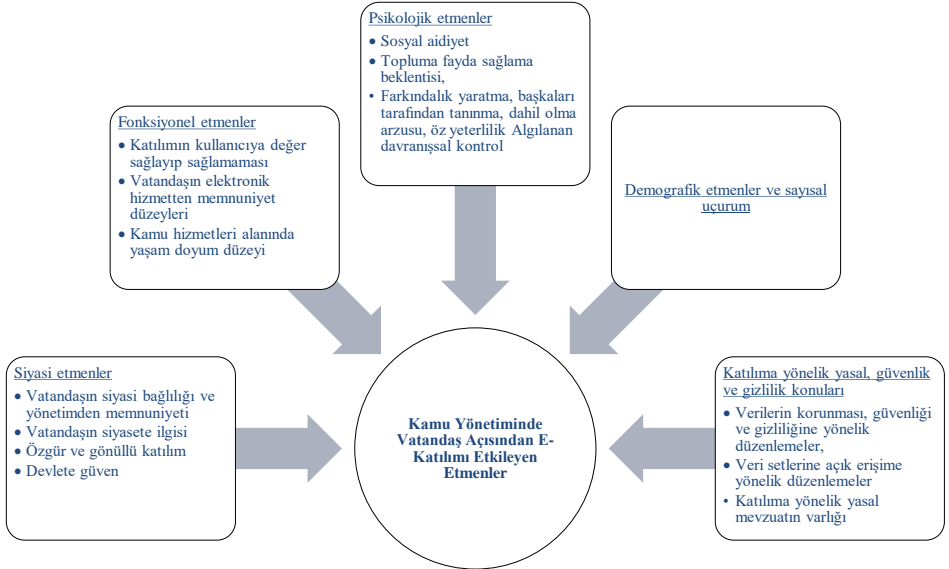 Psikolojik etmenler
• Sosyal aidiyet
• Topluma fayda sağlama
beklentisi,
• Farkındalık yaratma, başkaları
tarafından tanınma, dahil olma
arzusu, öz yeterlilik Algılanan
davranışsal kontrol
Fonksiyonel etmenler
• Katılımın kullanıcıya değer
sağlayıp sağlamaması
• Vatandaşın elektronik
hizmetten memnuniyet
düzeyleri
• Kamu hizmetleri alanında
yaşam doyum düzeyi
Demografik etmenler ve sayısal
uçurum
Siyasi etmenler
• Vatandaşın siyasi bağlılığı ve
yönetimden memnuniyeti
• Vatandaşın siyasete ilgisi
• Özgür ve gönüllü katılım
• Devlete güven
Kamu Yönetiminde
Vatandaş Açısından E-
Katılımı Etkileyen
Etmenler
Katılıma yönelik yasal, güvenlik
ve gizlilik konuları
• Verilerin korunması, güvenliği
ve gizliliğine yönelik
düzenlemeler,
• Veri setlerine açık erişime
yönelik düzenlemeler
• Katılıma yönelik yasal
mevzuatın varlığı